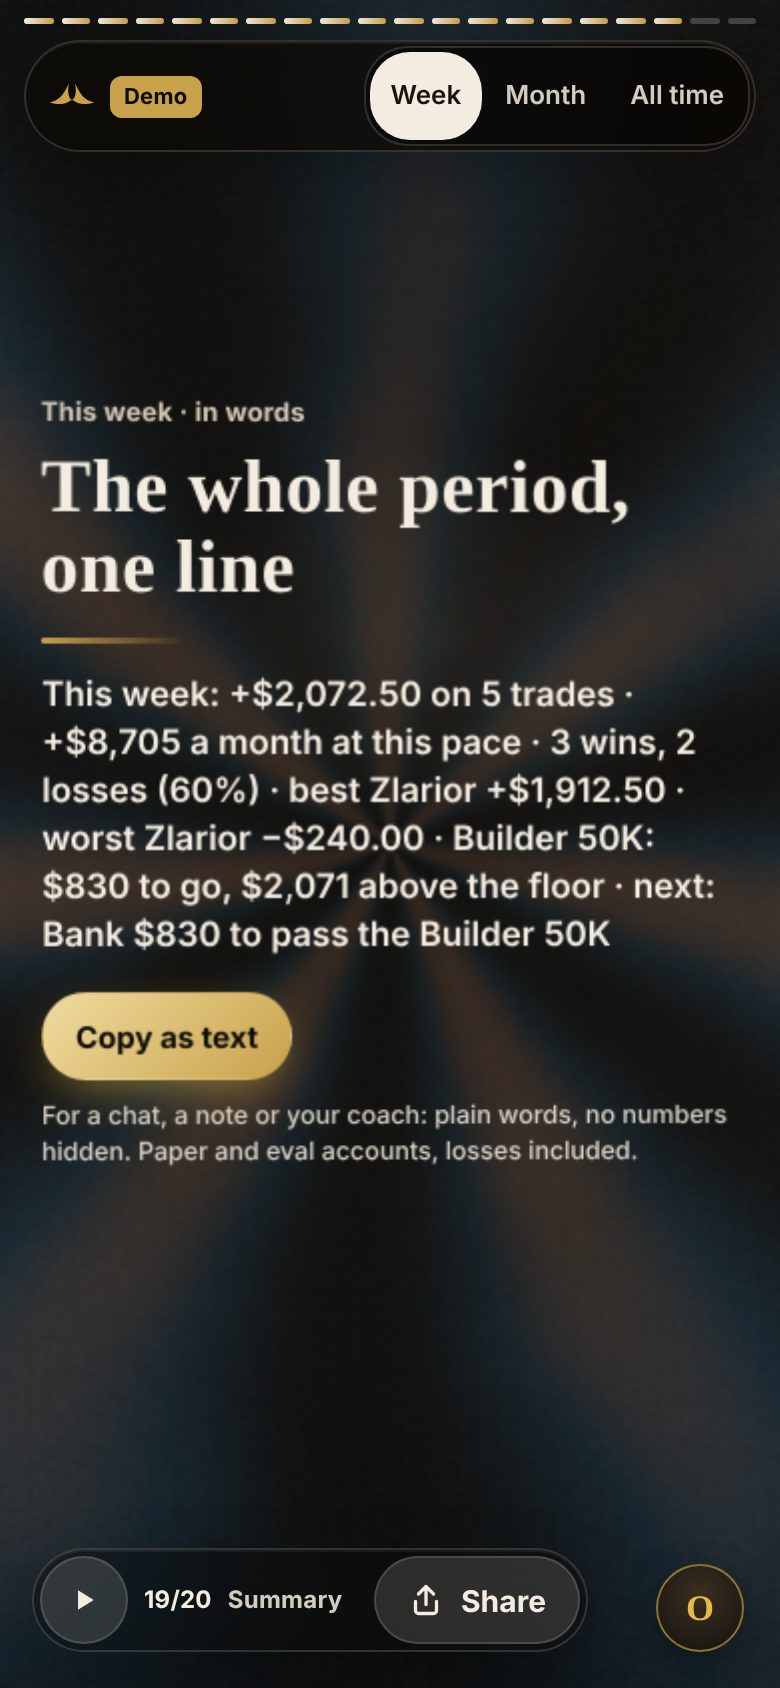 Demo
Week
Month
All time
This week · in words
The whole period,
one line
This week: +$2,072.50 on 5 trades ·
+$8,705 a month at this pace · 3 wins, 2
losses (60%) · best Zlarior +$1,912.50 ·
worst Zlarior −$240.00 · Builder 50K:
$830 to go, $2,071 above the floor · next:
Bank $830 to pass the Builder 50K
Copy as text
For a chat, a note or your coach: plain words, no numbers
hidden. Paper and eval accounts, losses included.
19/20 Summary
Share
O